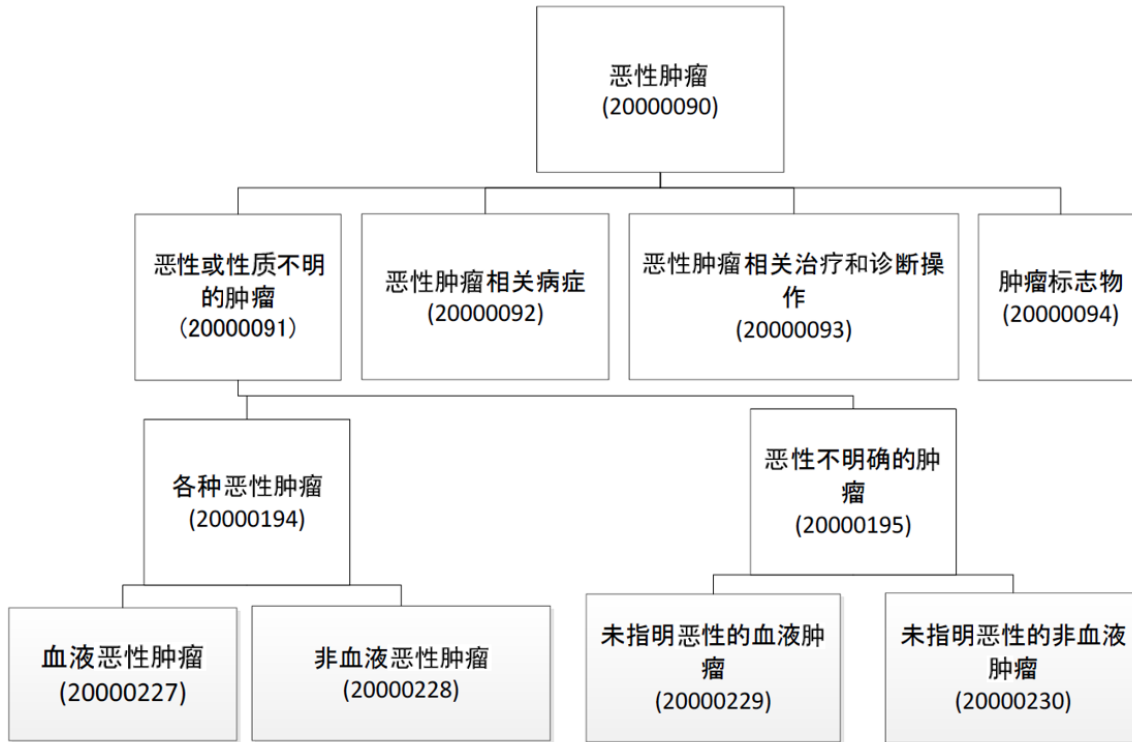 恶性肿瘤
(20000090)
恶性或性质不明
的肿瘤
（20000091）
恶性肿瘤相关病症
(20000092)
恶性肿瘤相关治疗和诊断操
作
(20000093)
肿瘤标志物
(20000094)
各种恶性肿瘤
(20000194)
恶性不明确的肿
瘤
(20000195)
血液恶性肿瘤
(20000227)
非血液恶性肿瘤
(20000228)
未指明恶性的血液肿
瘤
(20000229)
未指明恶性的非血液
肿瘤
(20000230)